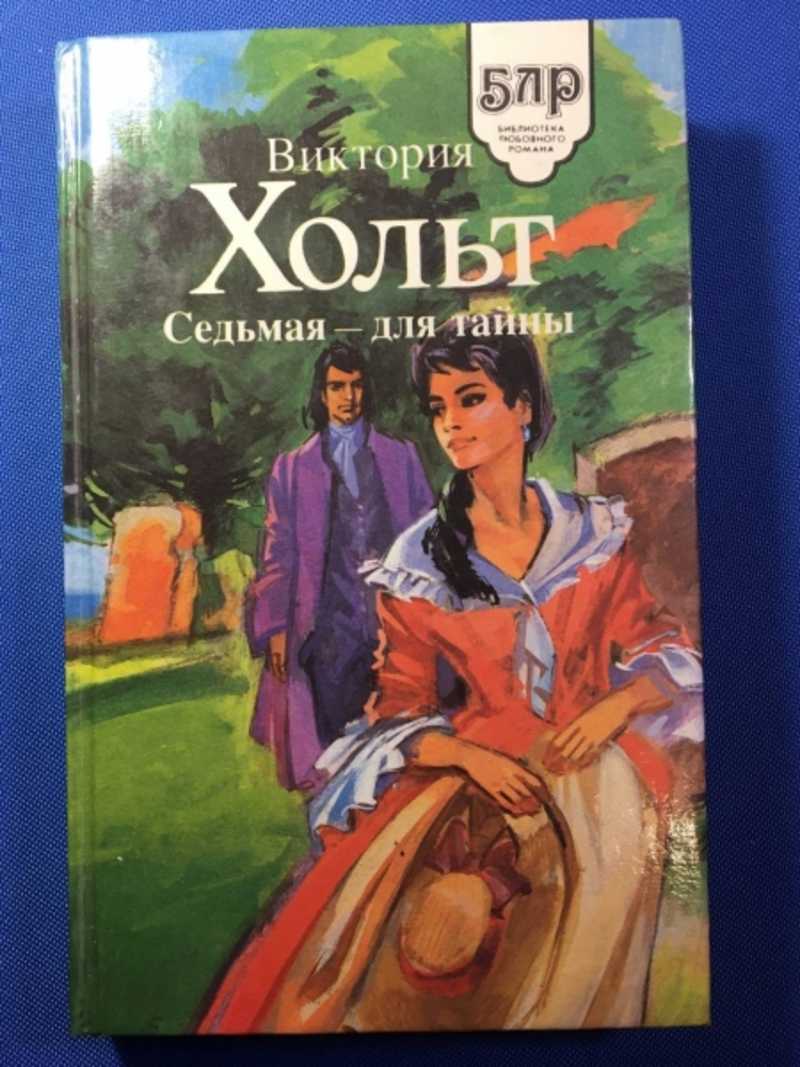 БЛР
БИБЛИОТЕКА
ЛЮБОВНОГО
РОМАНА
Виктория
Хольт
Седьмая – для тайны